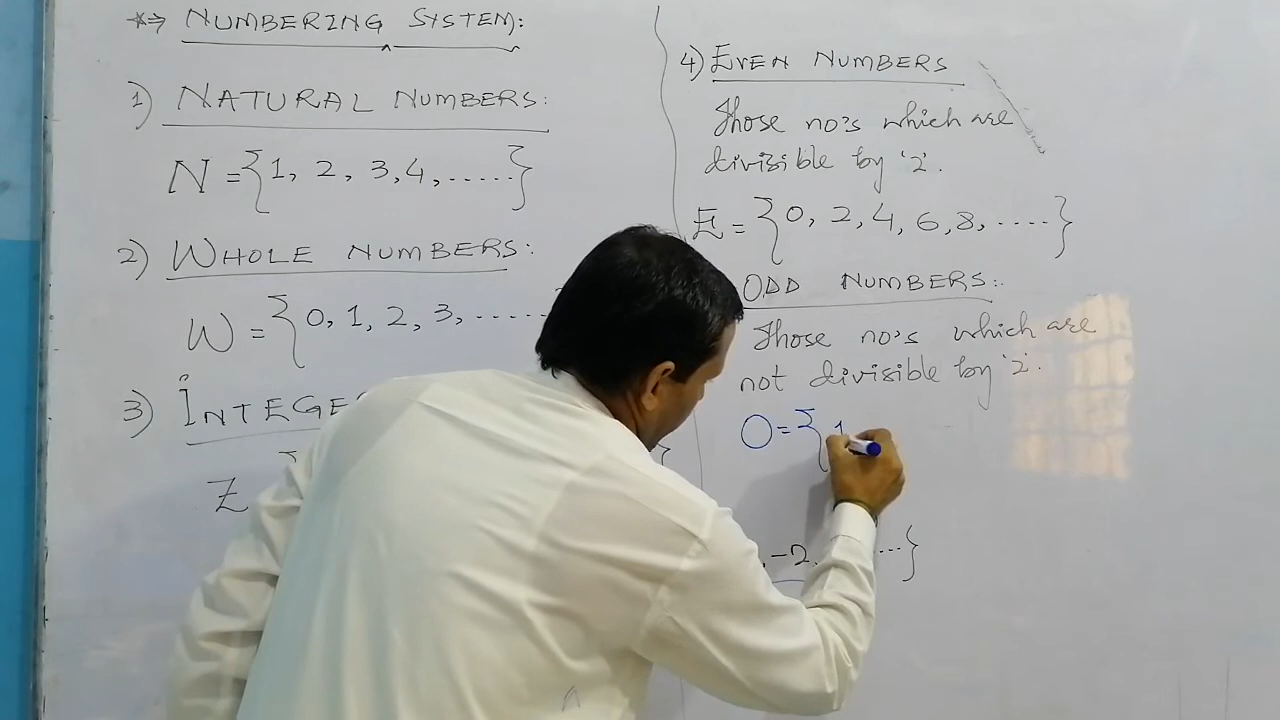 *⇒ NUMBERING SYSTEM:
1) NATURAL NUMBERS:
N = {1, 2, 3, 4, ......}
2) WHOLE NUMBERS:
W = {0, 1, 2, 3, ......
3) INTEGE
Z
4) EVEN NUMBERS
Those no's which are
divisible by '2'.
E = {0, 2, 4, 6, 8, ....}
ODD NUMBERS:
Those no's which are
not divisible by '2'.
O = {1
, -2, ...}